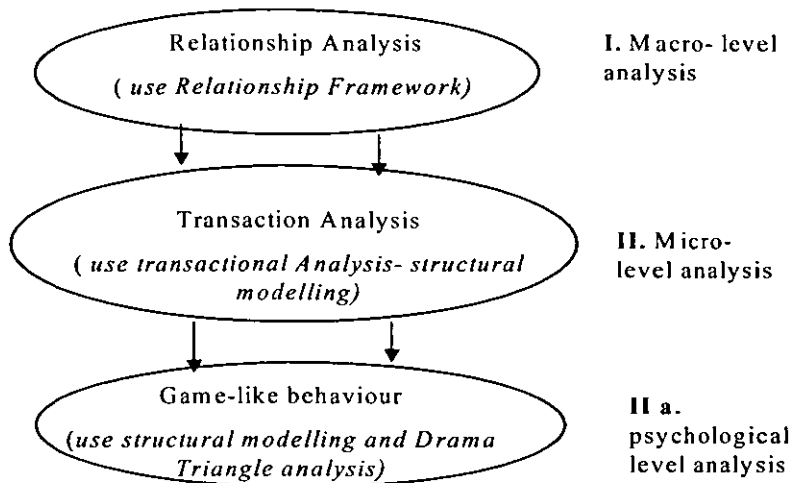 Relationship Analysis
( use Relationship Framework)
I. Macro- level
analysis
Transaction Analysis
( use transactional Analysis- structural
modelling)
II. Micro-
level analysis
Game-like behaviour
(use structural modelling and Drama
Triangle analysis)
II a.
psychological
level analysis